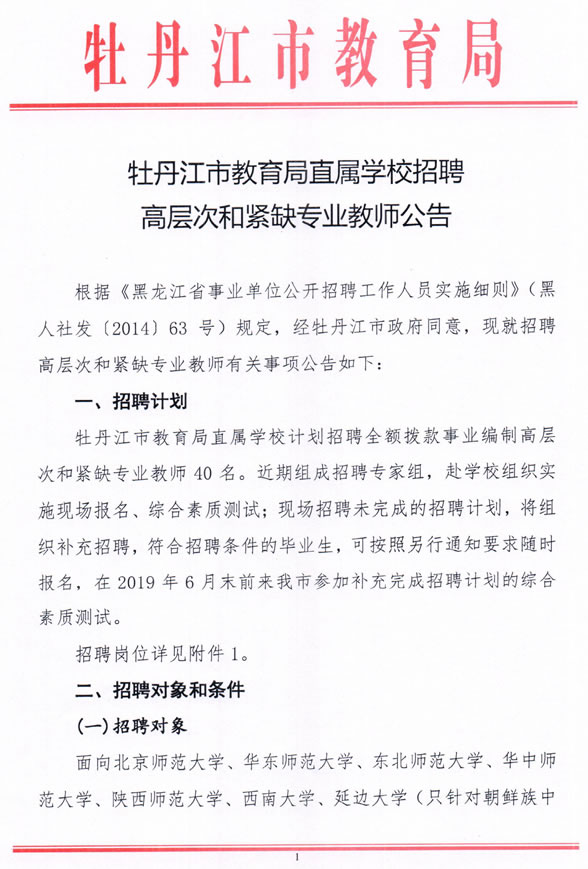 牡丹江市教育局
牡丹江市教育局直属学校招聘
高层次和紧缺专业教师公告
根据《黑龙江省事业单位公开招聘工作人员实施细则》（黑
人社发〔2014〕63 号）规定，经牡丹江市政府同意，现就招聘
高层次和紧缺专业教师有关事项公告如下：
一、招聘计划
牡丹江市教育局直属学校计划招聘全额拨款事业编制高层
次和紧缺专业教师 40 名。近期组成招聘专家组，赴学校组织实
施现场报名、综合素质测试；现场招聘未完成的招聘计划，将组
织补充招聘，符合招聘条件的毕业生，可按照另行通知要求随时
报名，在 2019 年 6 月末前来我市参加补充完成招聘计划的综合
素质测试。
招聘岗位详见附件 1。
二、招聘对象和条件
(一)招聘对象
面向北京师范大学、华东师范大学、东北师范大学、华中师
范大学、陕西师范大学、西南大学、延边大学（只针对朝鲜族中
1